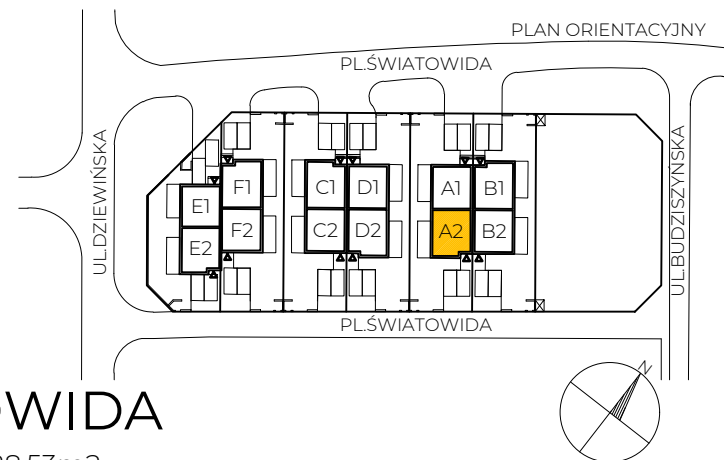 PLAN ORIENTACYJNY
PL.ŚWIATOWIDA
UL.DZIEWIŃSKA
UL.BUDZISZYŃSKA
F1 C1 D1 A1 B1
E1
F2 C2 D2 A2 B2
E2
PL.ŚWIATOWIDA
N